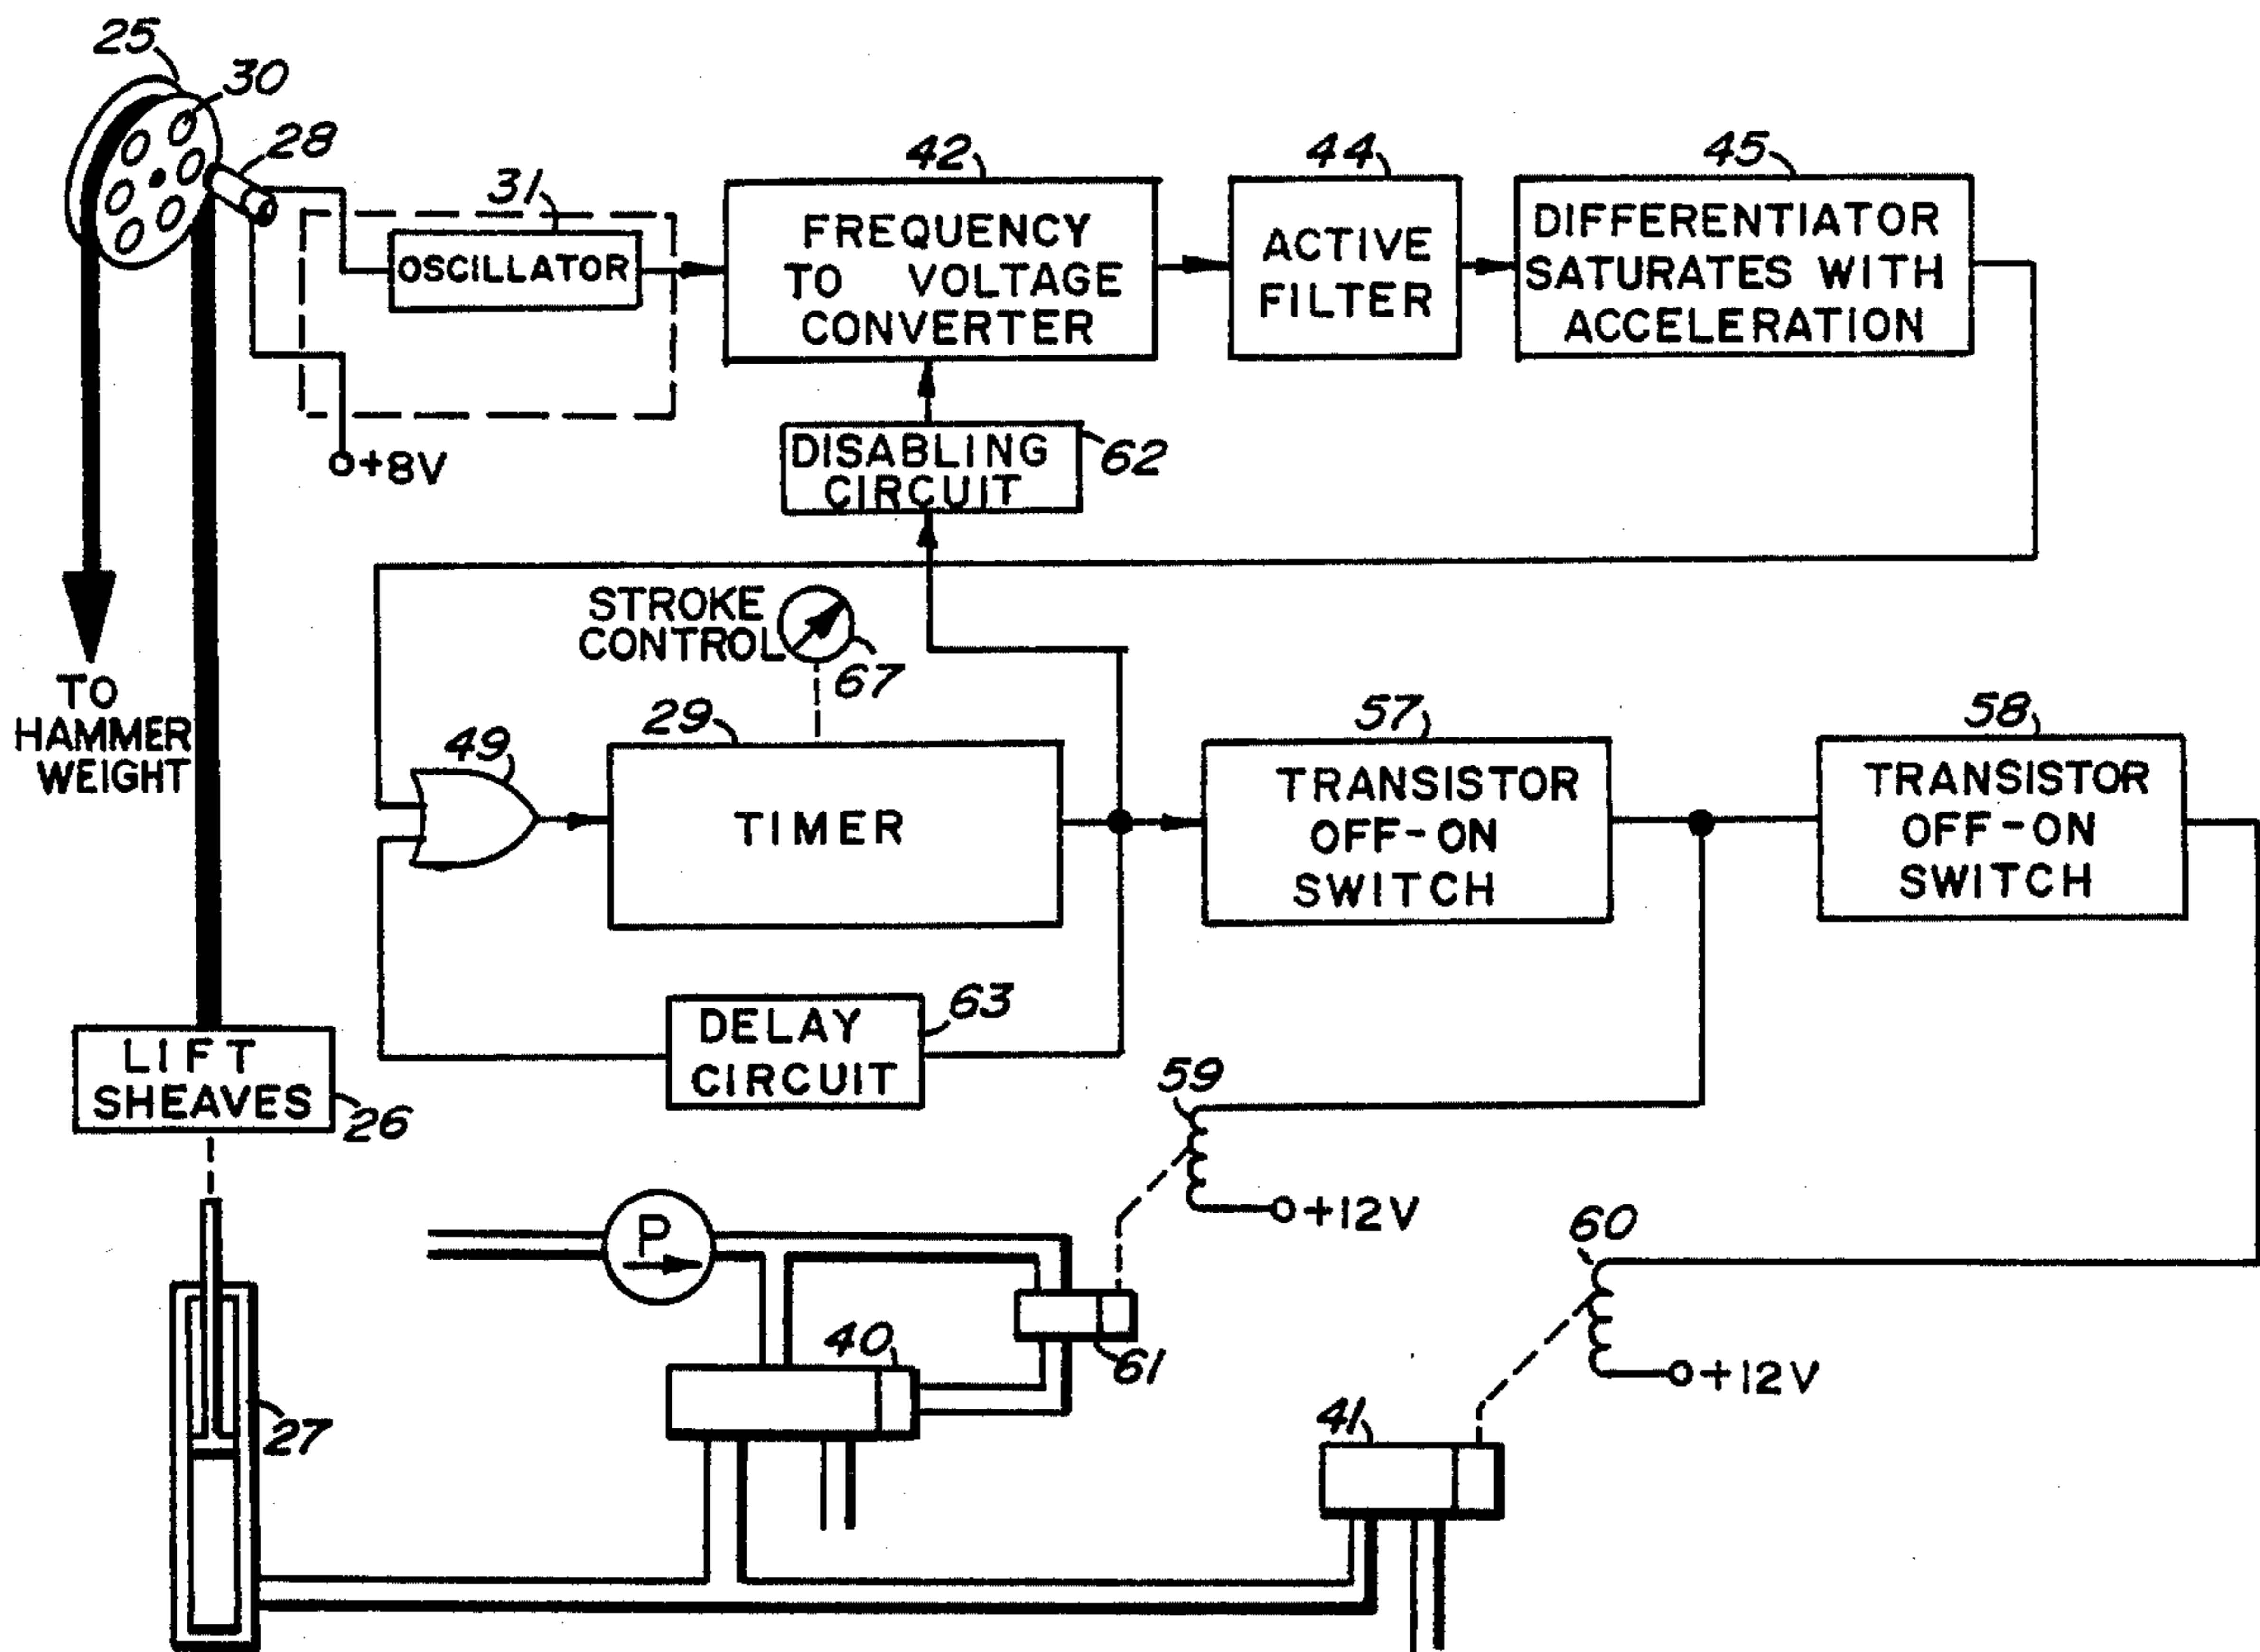 25
30
28
31
OSCILLATOR
+8V
42
FREQUENCY
TO VOLTAGE
CONVERTER
44
ACTIVE
FILTER
45
DIFFERENTIATOR
SATURATES WITH
ACCELERATION
DISABLING
CIRCUIT
62
STROKE
CONTROL
67
TO
HAMMER
WEIGHT
49
29
TIMER
57
TRANSISTOR
OFF-ON
SWITCH
58
TRANSISTOR
OFF-ON
SWITCH
DELAY
CIRCUIT
63
LIFT
SHEAVES
26
59
+12V
60
+12V
P
40
61
41
27